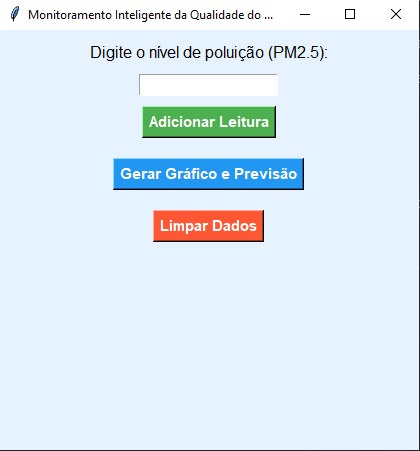 Monitoramento Inteligente da Qualidade do ...
Digite o nível de poluição (PM2.5):
Adicionar Leitura
Gerar Gráfico e Previsão
Limpar Dados